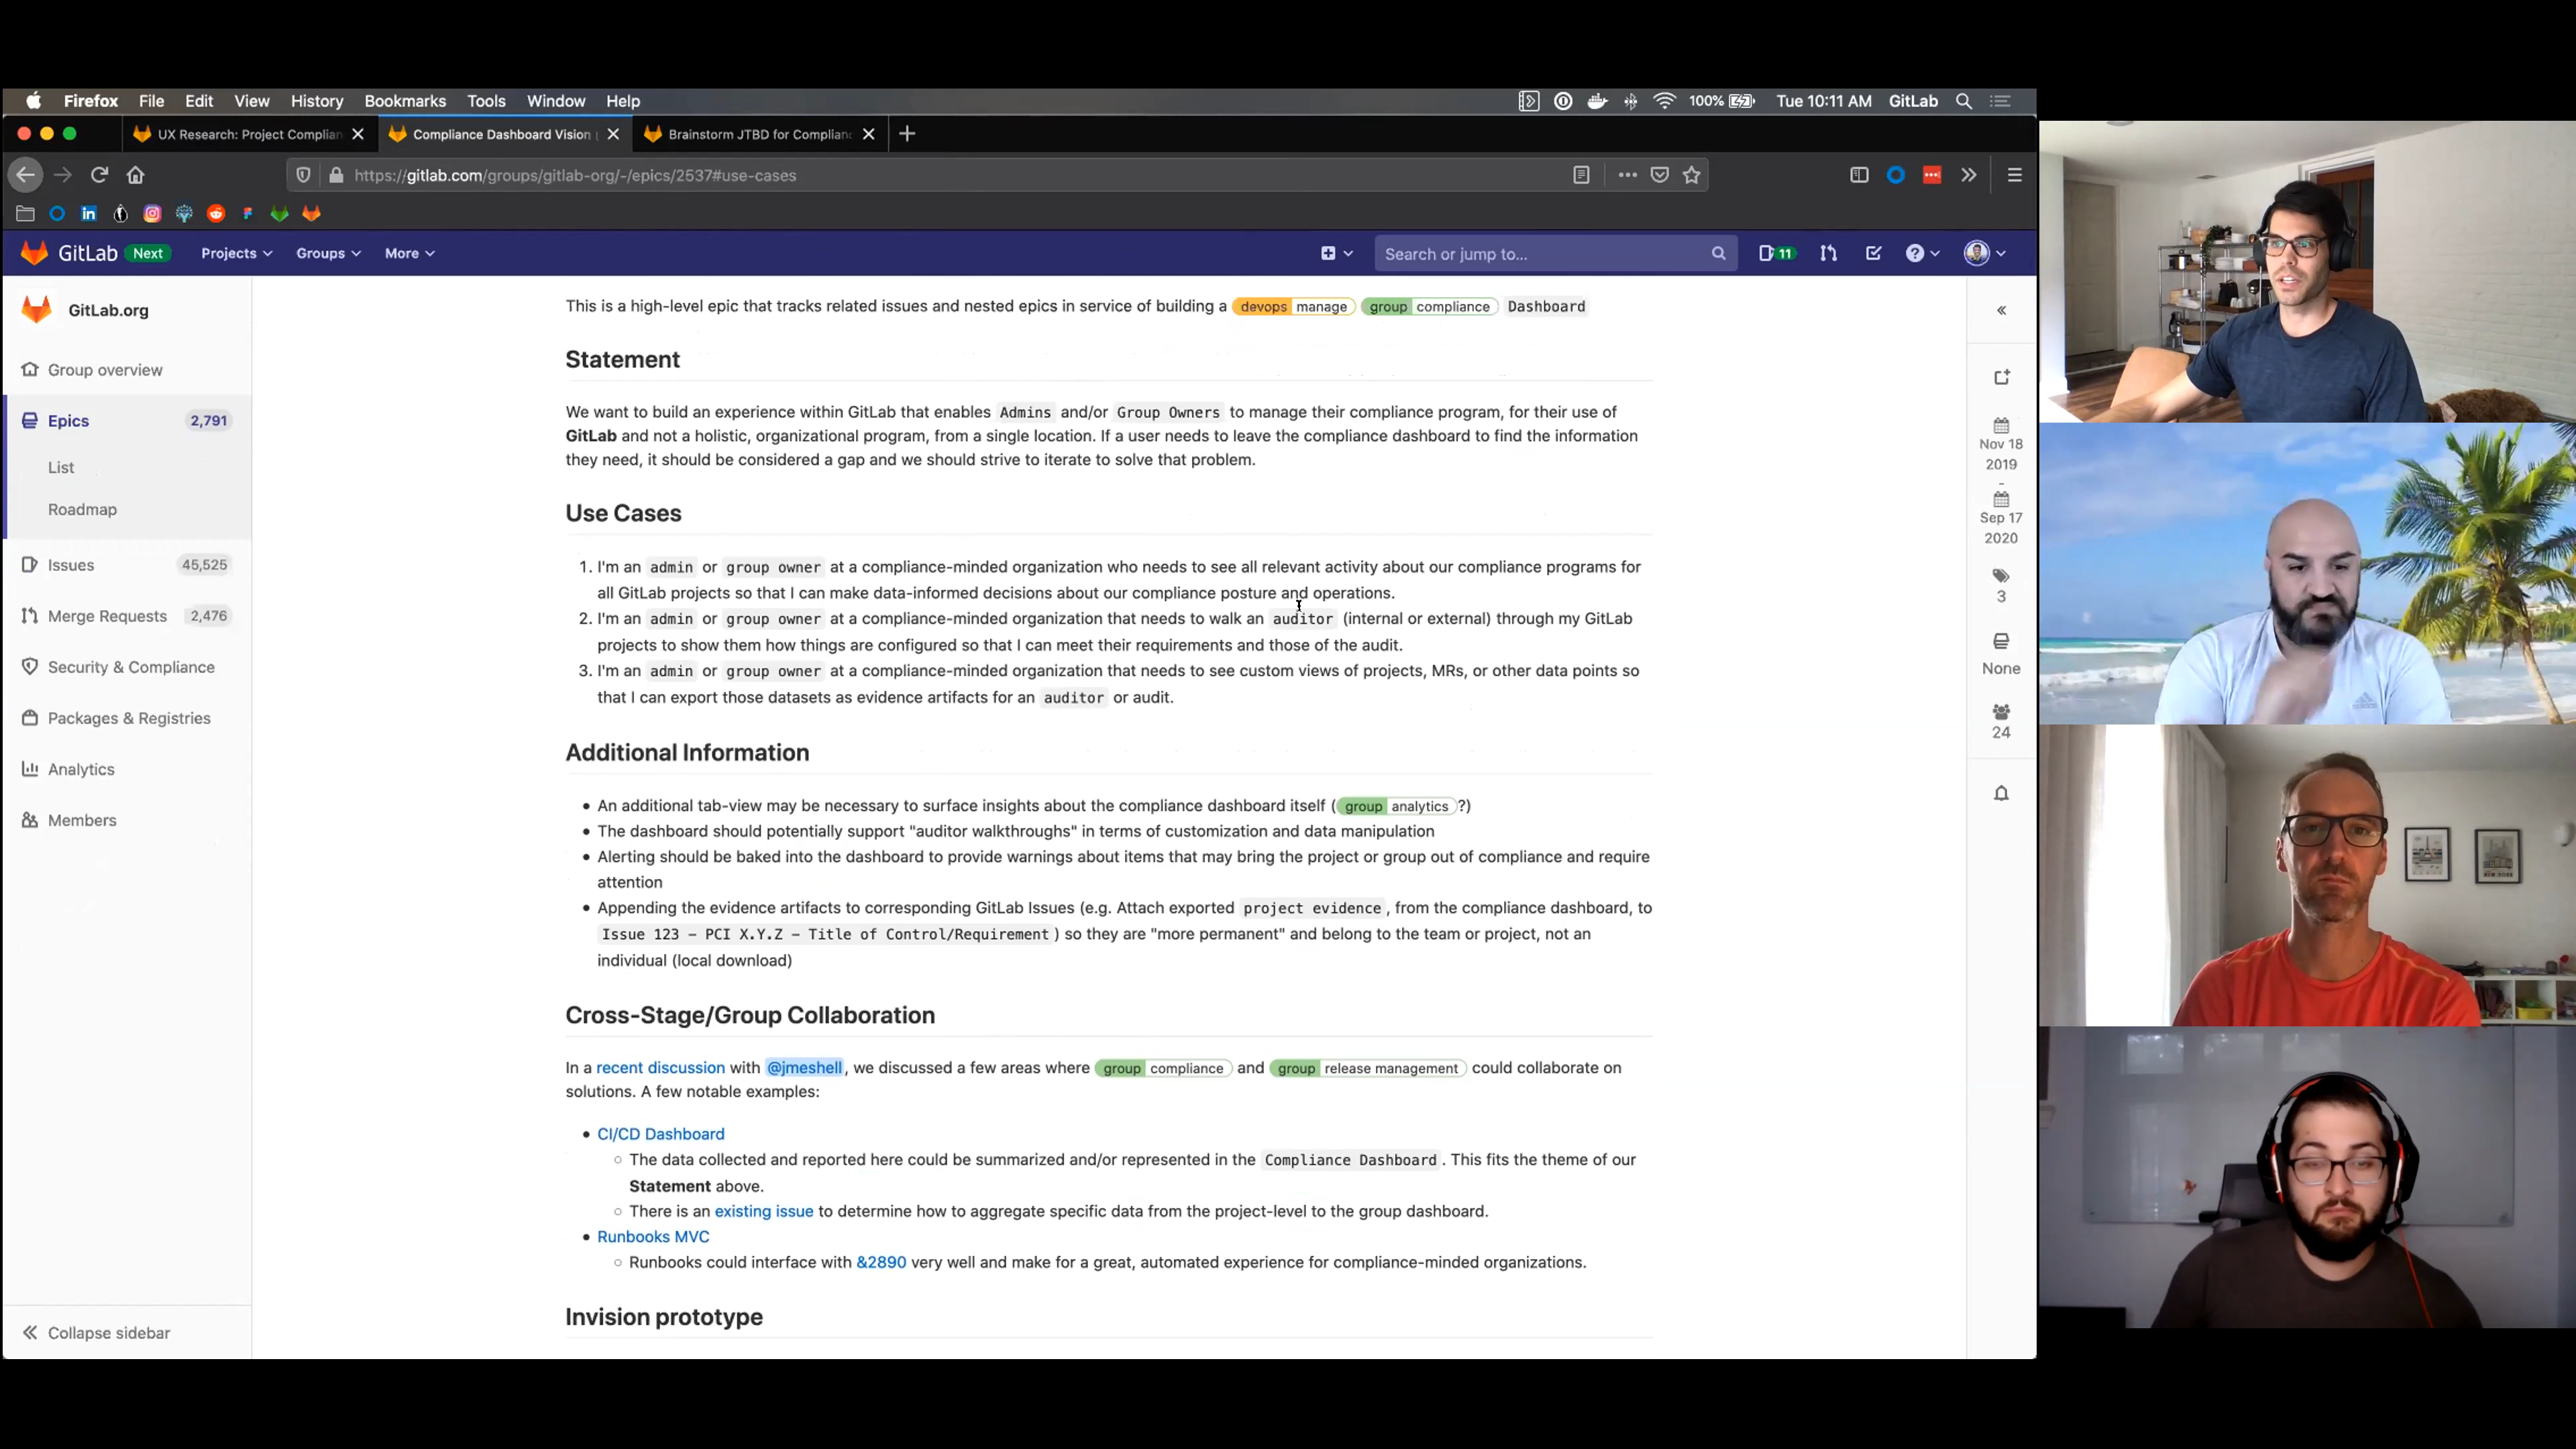 Firefox File Edit View History Bookmarks Tools Window Help 100% Tue 10:11 AM GitLab
UX Research: Project Complian Compliance Dashboard Vision Brainstorm JTBD for Complianc
https://gitlab.com/groups/gitlab-org/-/epics/2537#use-cases
GitLab Next Projects Groups More Search or jump to... 11
GitLab.org
Group overview
Epics 2,791
List
Roadmap
Issues 45,525
Merge Requests 2,476
Security & Compliance
Packages & Registries
Analytics
Members
Collapse sidebar
This is a high-level epic that tracks related issues and nested epics in service of building a devops manage group compliance Dashboard
Statement
We want to build an experience within GitLab that enables Admins and/or Group Owners to manage their compliance program, for their use of
GitLab and not a holistic, organizational program, from a single location. If a user needs to leave the compliance dashboard to find the information
they need, it should be considered a gap and we should strive to iterate to solve that problem.
Use Cases
1. I'm an admin or group owner at a compliance-minded organization who needs to see all relevant activity about our compliance programs for
all GitLab projects so that I can make data-informed decisions about our compliance posture and operations.
2. I'm an admin or group owner at a compliance-minded organization that needs to walk an auditor (internal or external) through my GitLab
projects to show them how things are configured so that I can meet their requirements and those of the audit.
3. I'm an admin or group owner at a compliance-minded organization that needs to see custom views of projects, MRs, or other data points so
that I can export those datasets as evidence artifacts for an auditor or audit.
Additional Information
• An additional tab-view may be necessary to surface insights about the compliance dashboard itself (group analytics?)
• The dashboard should potentially support "auditor walkthroughs" in terms of customization and data manipulation
• Alerting should be baked into the dashboard to provide warnings about items that may bring the project or group out of compliance and require
attention
• Appending the evidence artifacts to corresponding GitLab Issues (e.g. Attach exported project evidence, from the compliance dashboard, to
Issue 123 – PCI X.Y.Z – Title of Control/Requirement) so they are "more permanent" and belong to the team or project, not an
individual (local download)
Cross-Stage/Group Collaboration
In a recent discussion with @jmeshell, we discussed a few areas where group compliance and group release management could collaborate on
solutions. A few notable examples:
• CI/CD Dashboard
The data collected and reported here could be summarized and/or represented in the Compliance Dashboard. This fits the theme of our
Statement above.
There is an existing issue to determine how to aggregate specific data from the project-level to the group dashboard.
• Runbooks MVC
Runbooks could interface with &2890 very well and make for a great, automated experience for compliance-minded organizations.
Invision prototype
Nov 18
2019
-
Sep 17
2020
3
None
24